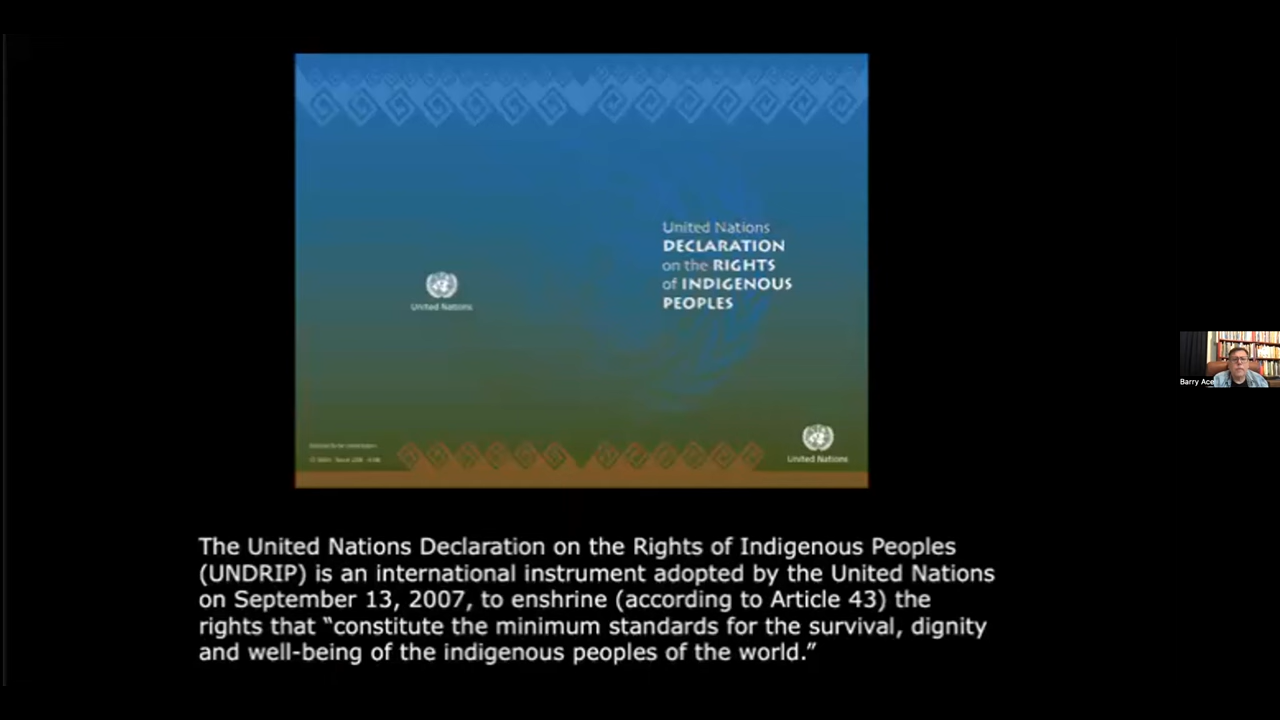 United Nations
DECLARATION
on the RIGHTS
of INDIGENOUS
PEOPLES
United Nations
United Nations
Barry Ace
The United Nations Declaration on the Rights of Indigenous Peoples
(UNDRIP) is an international instrument adopted by the United Nations
on September 13, 2007, to enshrine (according to Article 43) the
rights that “constitute the minimum standards for the survival, dignity
and well-being of the indigenous peoples of the world.”